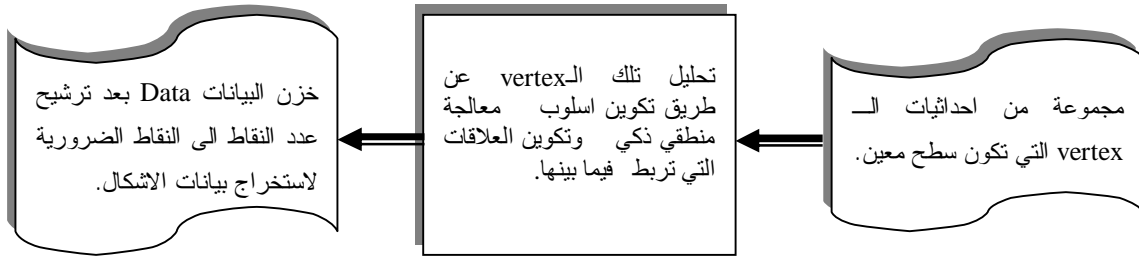 مجموعة من احداثيات الـــ
vertex التي تكون سطح معين.
تحليل تلك الـvertex عن
طريق تكوين اسلوب معالجة
منطقي ذكي وتكوين العلاقات
التي تربط فيما بينها.
خزن البيانات Data بعد ترشيح
عدد النقاط الى النقاط الضرورية
لاستخراج بيانات الاشكال.